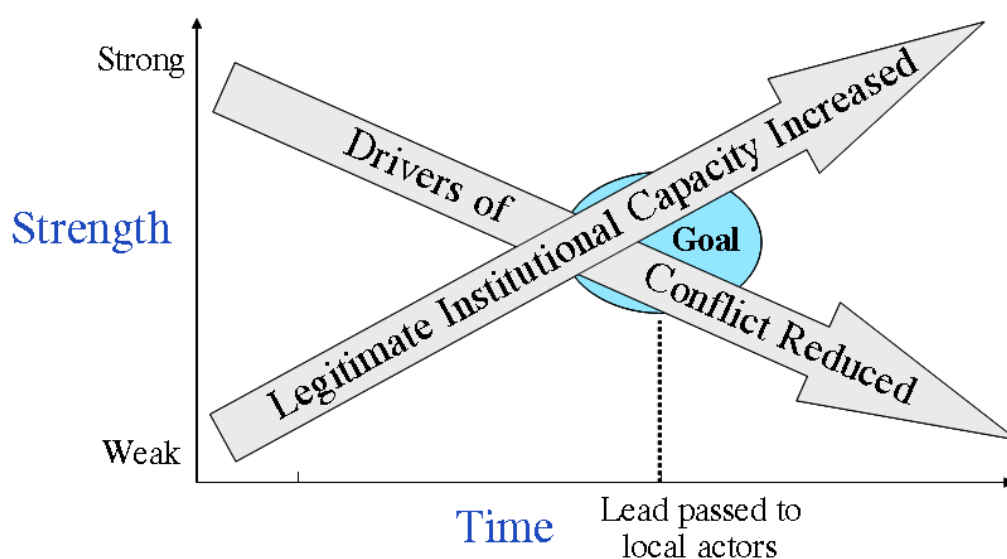 Strong
Drivers of
Conflict Reduced
Legitimate Institutional Capacity Increased
Strength
Goal
Weak
Time
Lead passed to
local actors